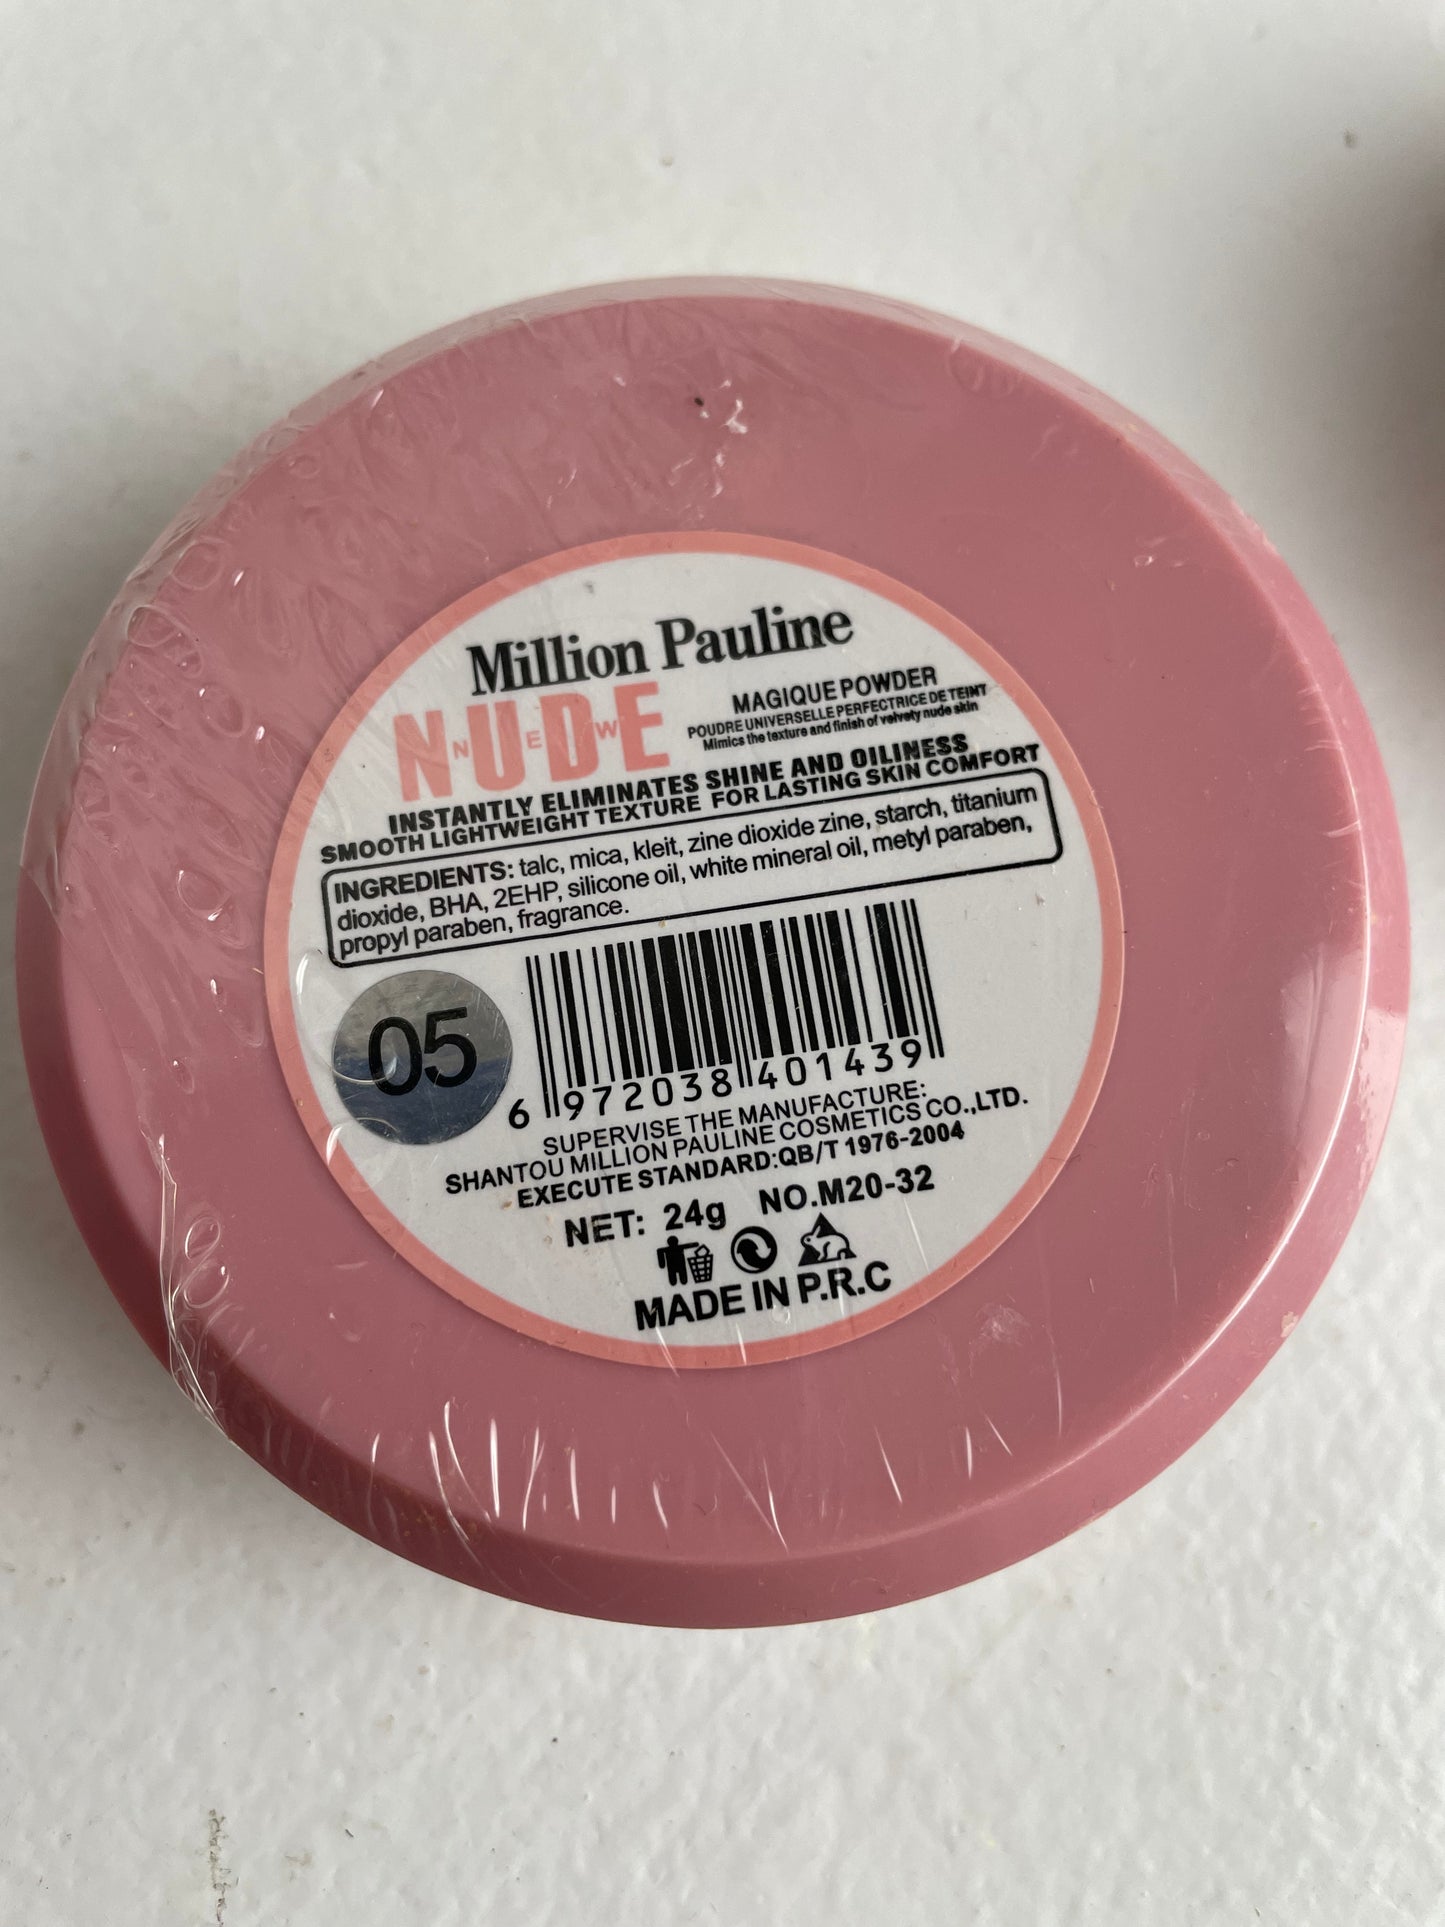 Million Pauline
NUDE
NEW
MAGIQUE POWDER
POUDRE UNIVERSELLE PERFECTRICE DE TEINT
Mimics the texture and finish of velvety nude skin
INSTANTLY ELIMINATES SHINE AND OILINESS
SMOOTH LIGHTWEIGHT TEXTURE FOR LASTING SKIN COMFORT
INGREDIENTS: talc, mica, kleit, zine dioxide zine, starch, titanium
dioxide, BHA, 2EHP, silicone oil, white mineral oil, metyl paraben,
propyl paraben, fragrance.
05
6 972038 401439
SUPERVISE THE MANUFACTURE:
SHANTOU MILLION PAULINE COSMETICS CO.,LTD.
EXECUTE STANDARD:QB/T 1976-2004
NET: 24g NO.M20-32
MADE IN P.R.C